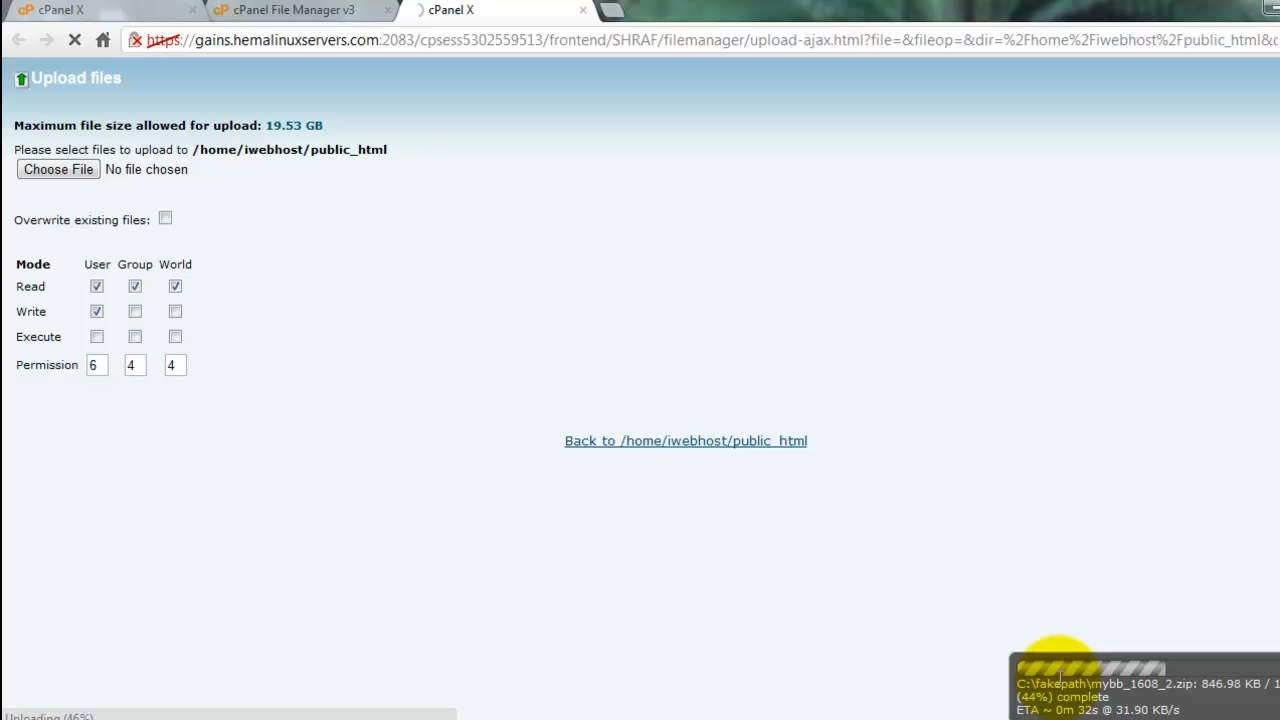 cPanel X
cPanel File Manager v3
cPanel X
https://gains.hemalinuxservers.com:2083/cpsess5302559513/frontend/SHRAF/filemanager/upload-ajax.html?file=&fileop=&dir=%2Fhome%2Fiwebhost%2Fpublic_html&c
Upload files
Maximum file size allowed for upload: 19.53 GB
Please select files to upload to /home/iwebhost/public_html
Choose File No file chosen
Overwrite existing files:
Mode User Group World
Read
Write
Execute
Permission 6 4 4
Back to /home/iwebhost/public_html
C:\fakepath\mybb_1608_2.zip: 846.98 KB / 1
(44%) complete
ETA ~ 0m 32s @ 31.90 KB/s
Uploading (46%)